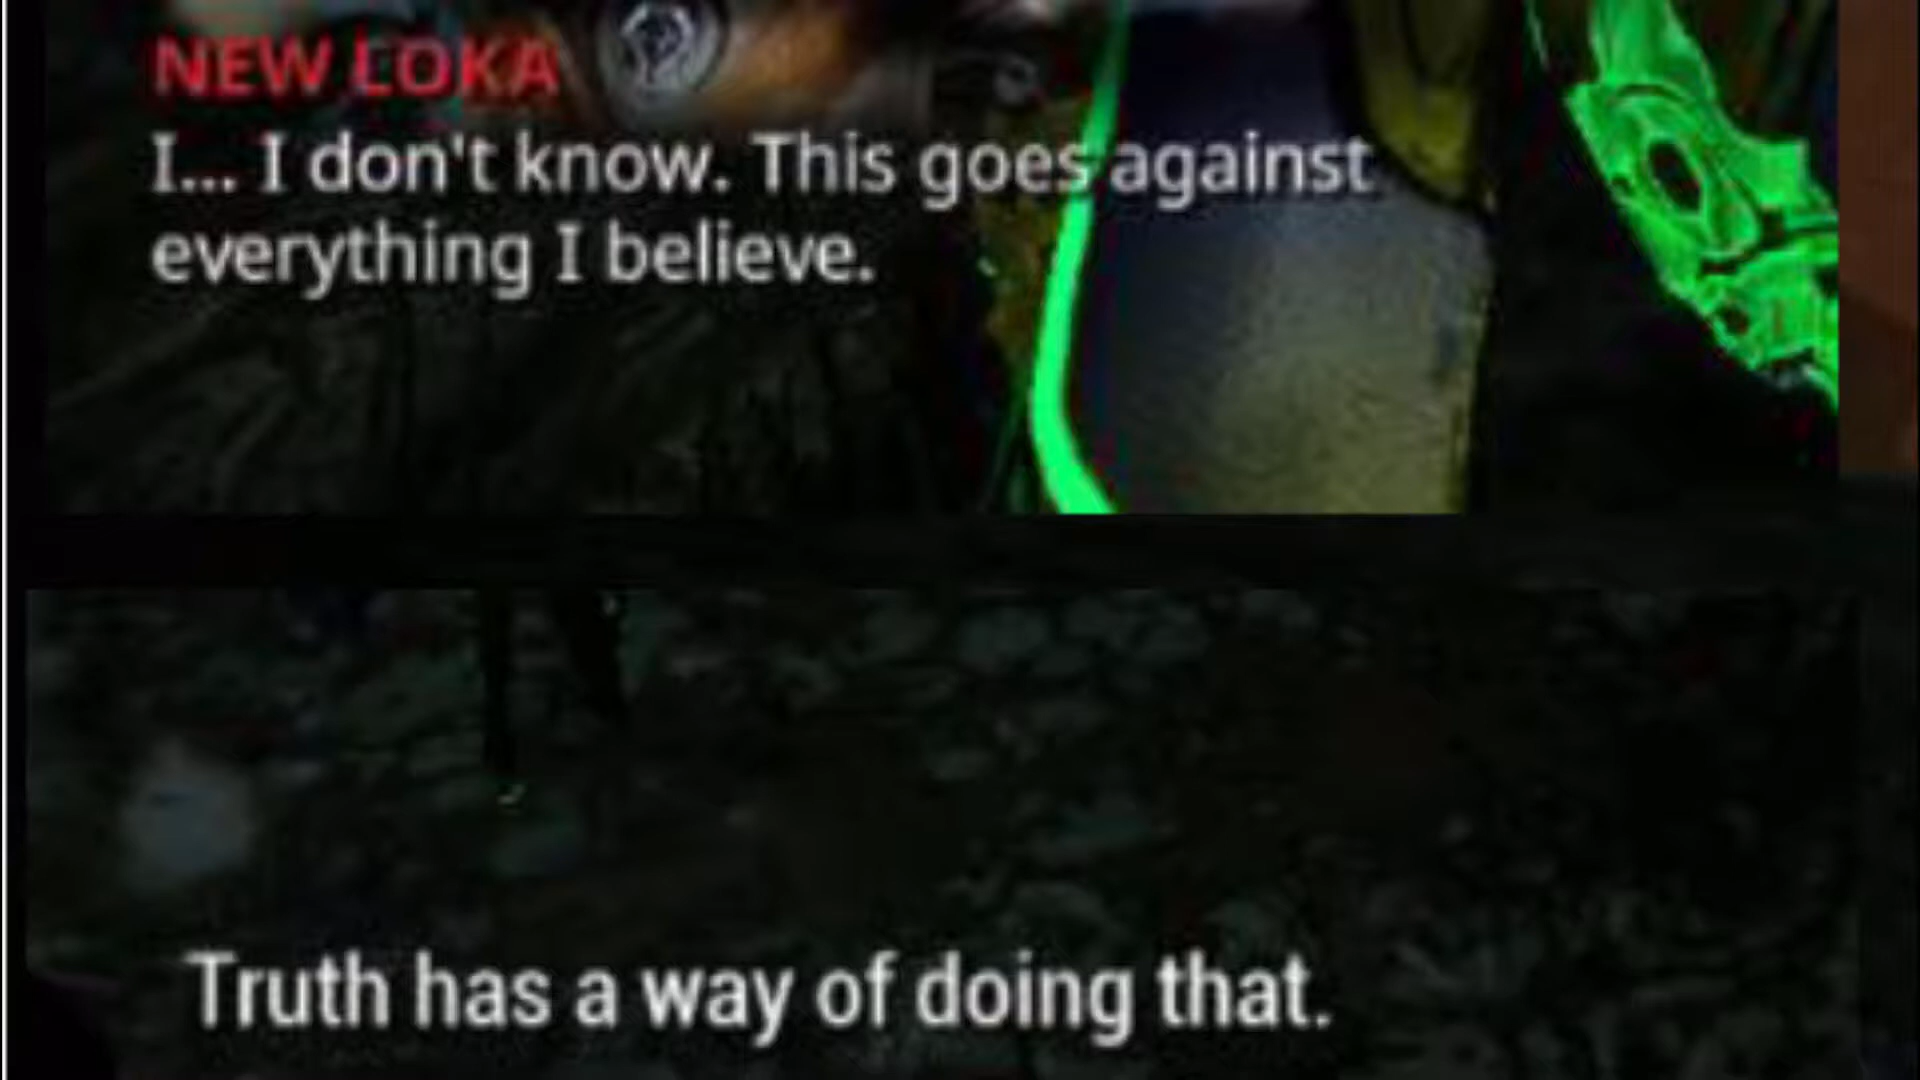 NEW LOKA
I... I don't know. This goes against
everything I believe.
Truth has a way of doing that.